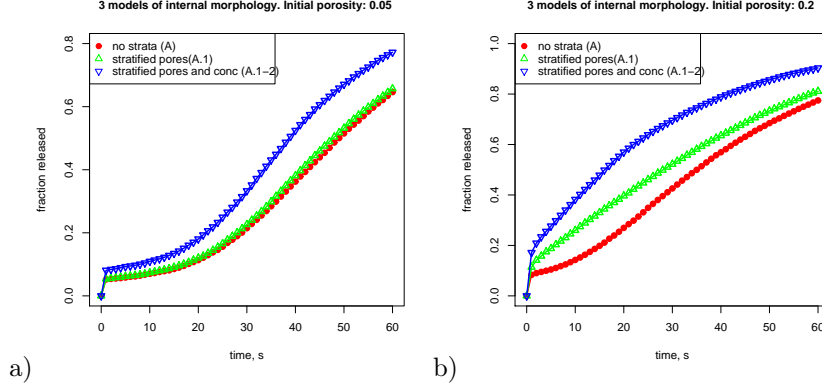 3 models of internal morphology. Initial porosity: 0.05
no strata (A)
stratified pores(A.1)
stratified pores and conc (A.1−2)
fraction released
0.0 0.2 0.4 0.6 0.8
0 10 20 30 40 50 60
time, s
a)
3 models of internal morphology. Initial porosity: 0.2
no strata (A)
stratified pores(A.1)
stratified pores and conc (A.1−2)
fraction released
0.0 0.2 0.4 0.6 0.8 1.0
0 10 20 30 40 50 60
time, s
b)